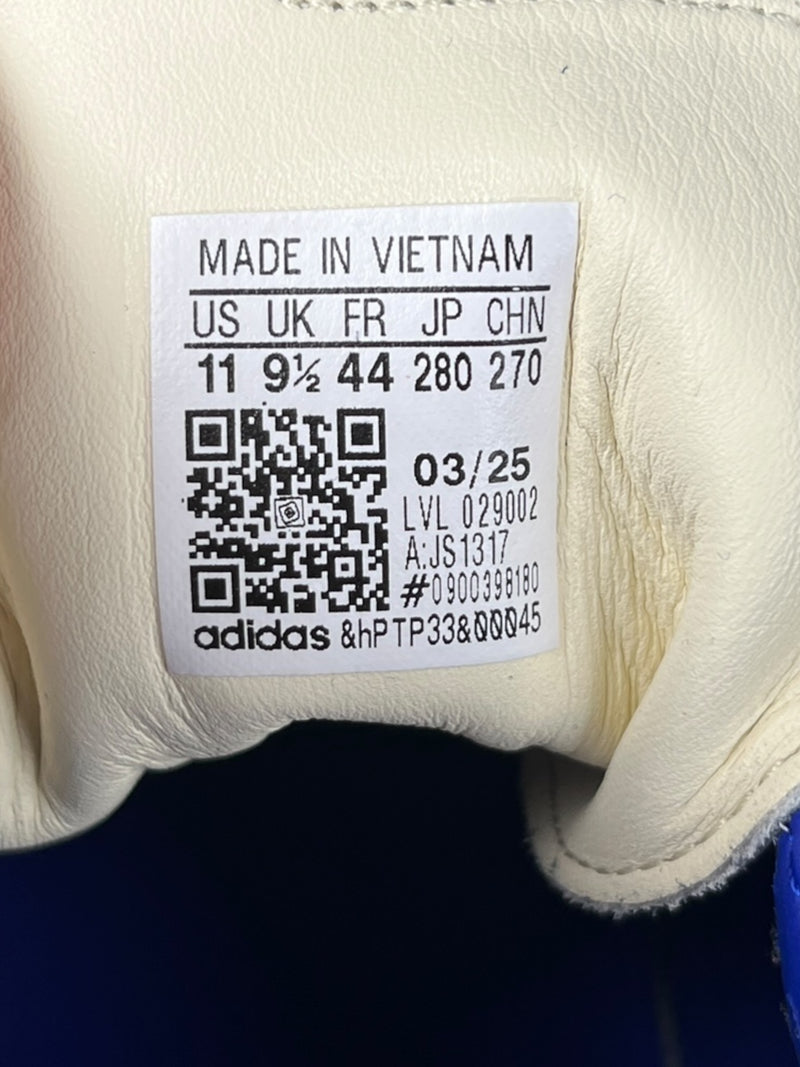 MADE IN VIETNAM
US UK FR JP CHN
11 9½ 44 280 270
03/25
LVL 029002
A:JS1317
#0900398180
adidas &hPTP33&00045